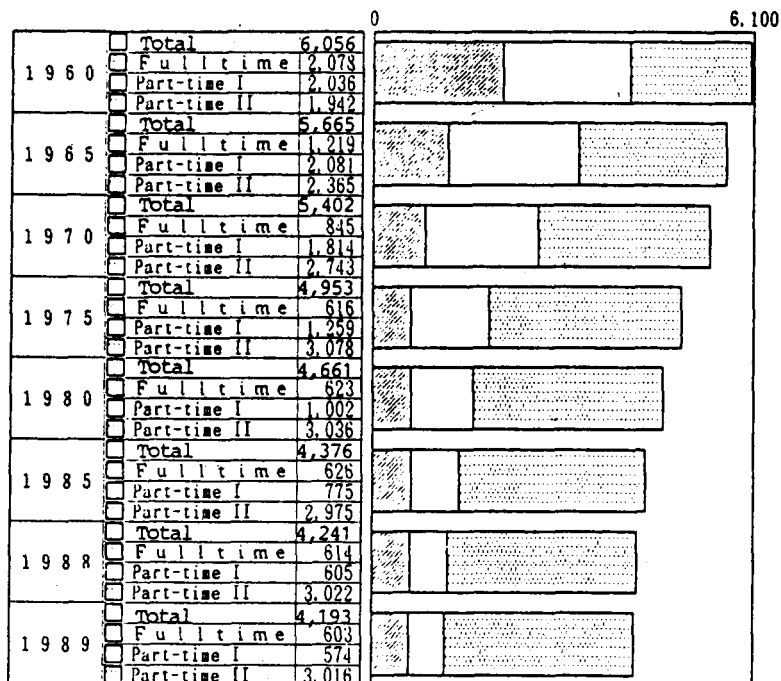 0 6,100
1960
Total 6,056
Fulltime 2,078
Part-time I 2,036
Part-time II 1,942
1965
Total 5,665
Fulltime 1,219
Part-time I 2,081
Part-time II 2,365
1970
Total 5,402
Fulltime 845
Part-time I 1,814
Part-time II 2,743
1975
Total 4,953
Fulltime 616
Part-time I 1,259
Part-time II 3,078
1980
Total 4,661
Fulltime 623
Part-time I 1,002
Part-time II 3,036
1985
Total 4,376
Fulltime 626
Part-time I 775
Part-time II 2,975
1988
Total 4,241
Fulltime 614
Part-time I 605
Part-time II 3,022
1989
Total 4,193
Fulltime 603
Part-time I 574
Part-time II 3,016